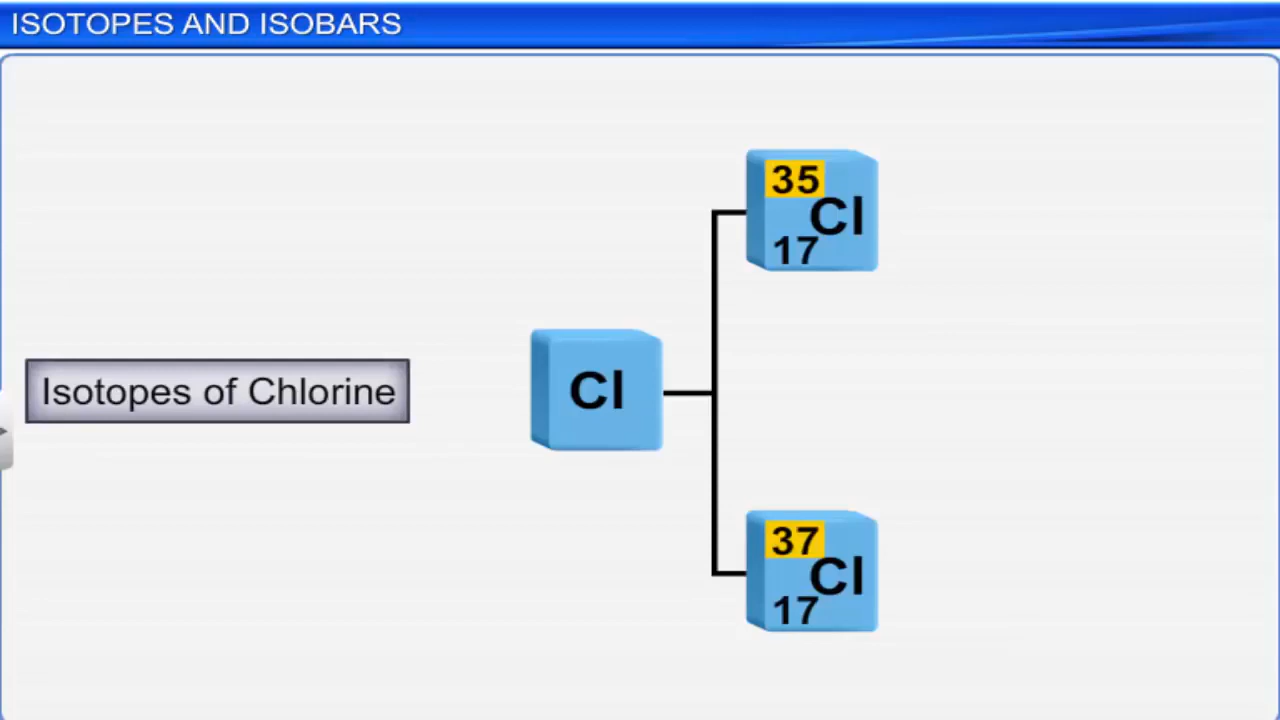 ISOTOPES AND ISOBARS
35
Cl
17
Isotopes of Chlorine
Cl
37
Cl
17